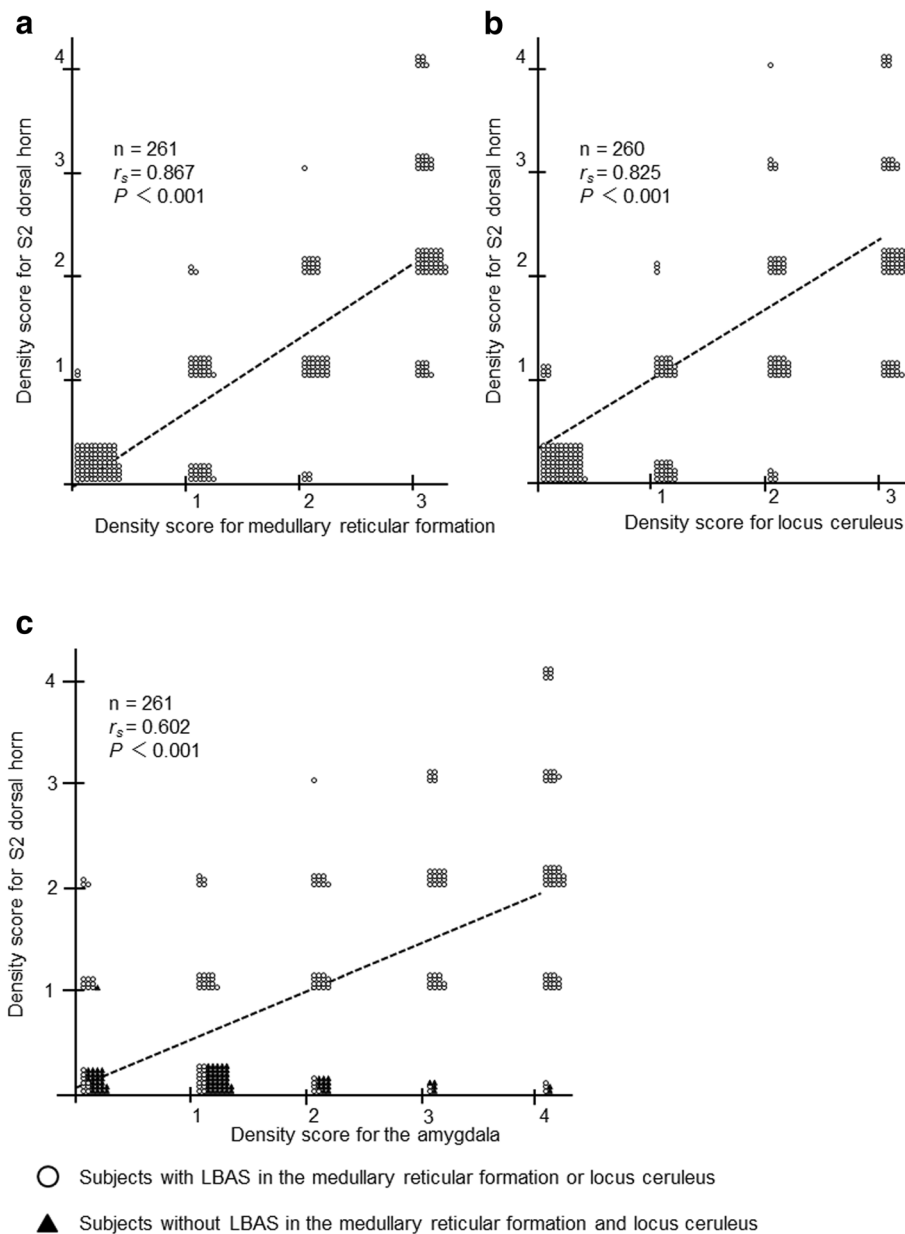 a
Density score for S2 dorsal horn
4
3
2
1
n = 261
rs = 0.867
P < 0.001
1 2 3
Density score for medullary reticular formation
b
Density score for S2 dorsal horn
4
3
2
1
n = 260
rs = 0.825
P < 0.001
1 2 3
Density score for locus ceruleus
c
Density score for S2 dorsal horn
4
3
2
1
n = 261
rs = 0.602
P < 0.001
1 2 3 4
Density score for the amygdala
Subjects with LBAS in the medullary reticular formation or locus ceruleus
Subjects without LBAS in the medullary reticular formation and locus ceruleus